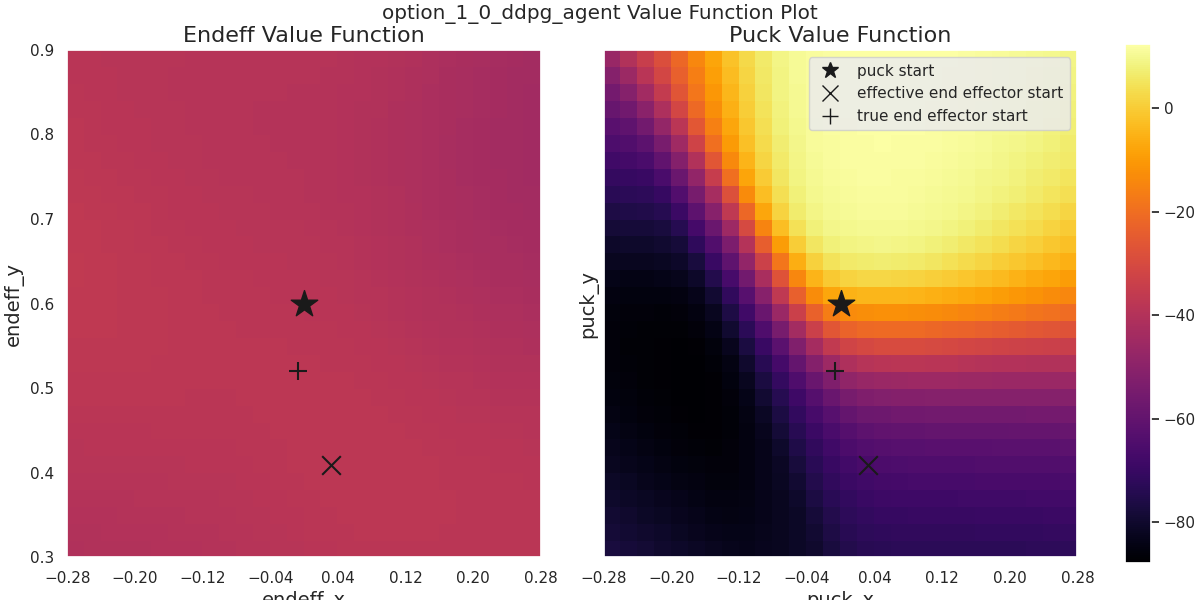 option_1_0_ddpg_agent Value Function Plot
Endeff Value Function
Puck Value Function
puck start
effective end effector start
true end effector start
0.9
0.8
0.7
0.6
0.5
0.4
0.3
endeff_y
−0.28 −0.20 −0.12 −0.04 0.04 0.12 0.20 0.28
endeff_x
puck_y
−0.28 −0.20 −0.12 −0.04 0.04 0.12 0.20 0.28
puck_x
0
−20
−40
−60
−80